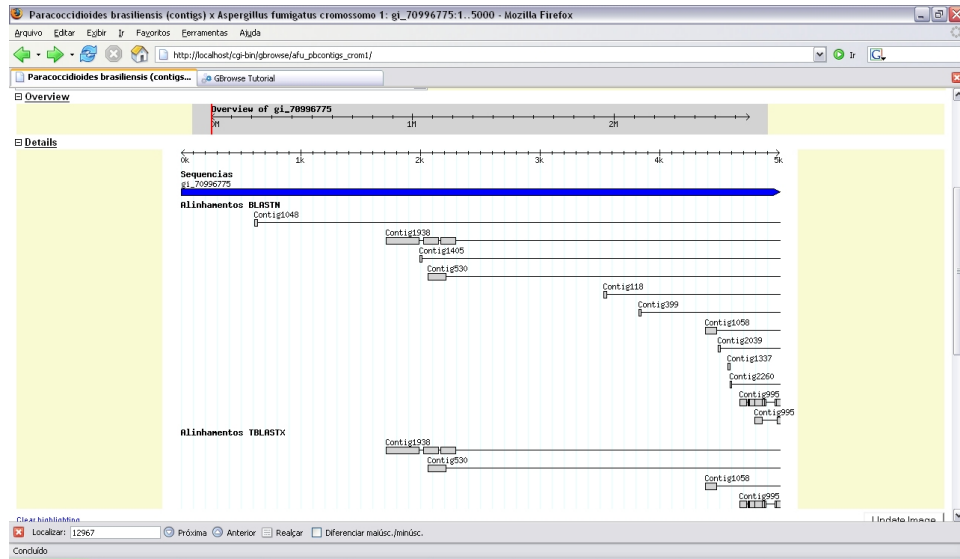 Paracoccidioides brasiliensis (contigs) x Aspergillus fumigatus cromossomo 1: gi_70996775:1..5000 - Mozilla Firefox
Arquivo Editar Exibir Ir Favoritos Ferramentas Ajuda
http://localhost/cgi-bin/gbrowse/afu_pbcontigs_crom1/ Ir G
Paracoccidioides brasiliensis (contigs... GBrowse Tutorial
Overview
Overview of gi_70996775
0M 1M 2M
Details
0k 1k 2k 3k 4k 5k
Sequencias
gi_70996775
Alinhamentos BLASTN
Contig1048
Contig1938
Contig1405
Contig530
Contig118
Contig399
Contig1058
Contig2039
Contig1337
Contig2260
Contig995
Contig995
Alinhamentos TBLASTX
Contig1938
Contig530
Contig1058
Contig995
Clear highlighting Update Image
Localizar: 12967 Próxima Anterior Realçar Diferenciar maiúsc./minúsc.
Concluído